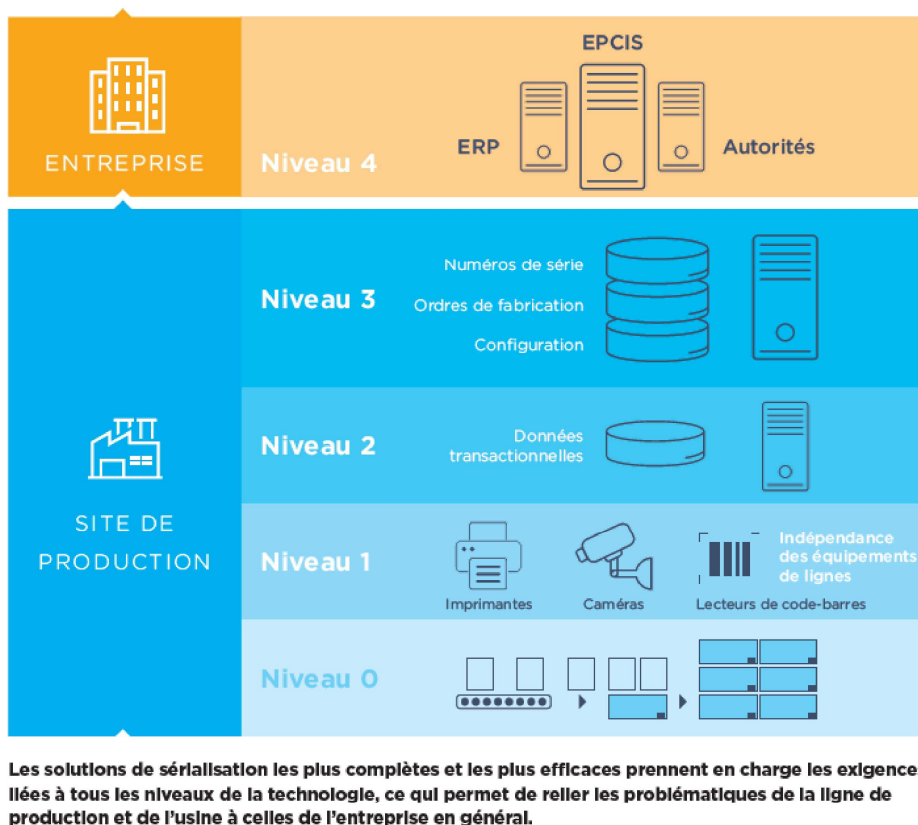 EPCIS
ERP
Autorités
ENTREPRISE
Niveau 4
Numéros de série
Niveau 3
Ordres de fabrication
Configuration
Niveau 2
Données
transactionnelles
SITE DE
PRODUCTION
Niveau 1
Indépendance
des équipements
de lignes
Imprimantes
Caméras
Lecteurs de code-barres
Niveau 0
Les solutions de sérialisation les plus complètes et les plus efficaces prennent en charge les exigence
liées à tous les niveaux de la technologie, ce qui permet de relier les problématiques de la ligne de
production et de l'usine à celles de l'entreprise en général.